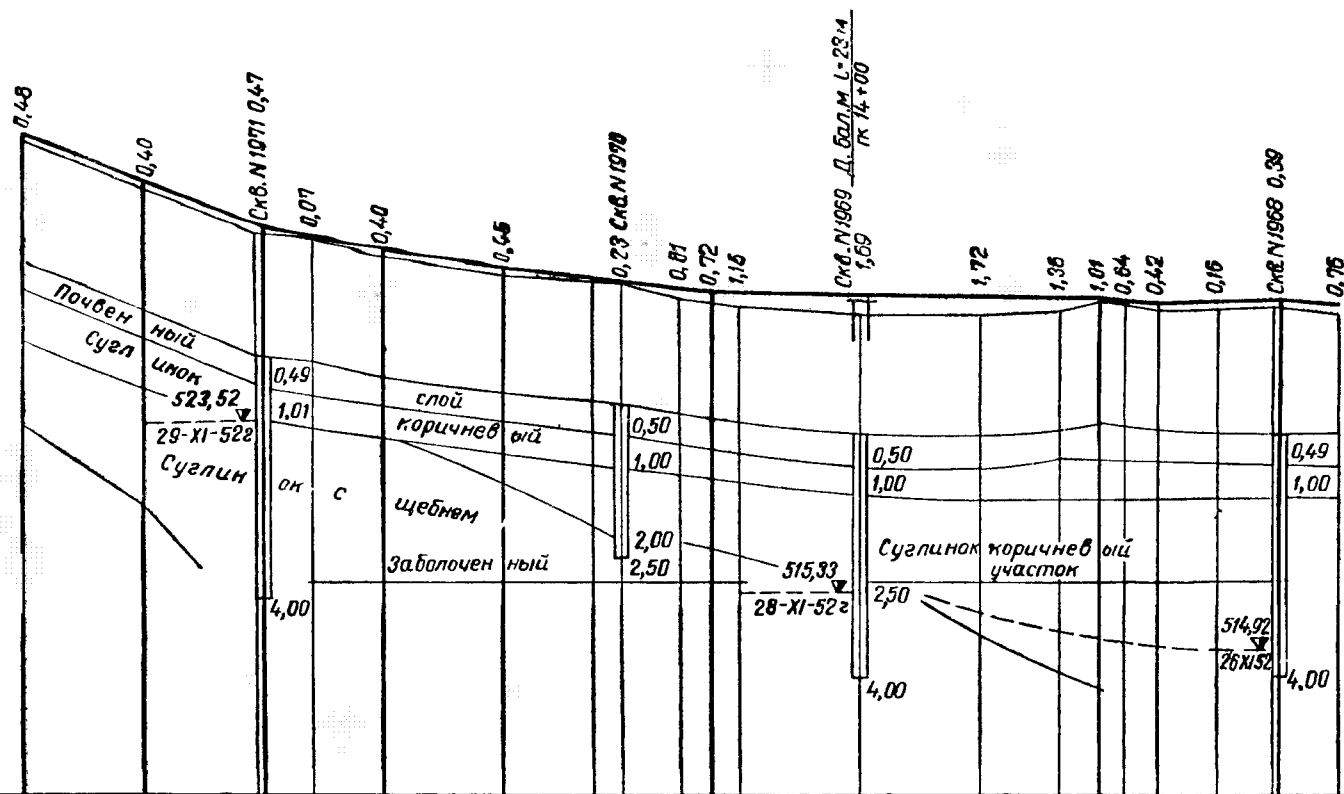 0,48
0,40
Скв.N1971 0,47
0,07
0,40
0,45
0,23 Скв.N1970
0,81
0,72
1,15
Скв.N1969
1,69
Д. бал.м L-23м
пк 14+00
1,72
1,36
1,01
0,64
0,42
0,16
Скв.N1968 0,39
0,76
Почвен ный слой
Сугл инок коричнев ый
0,49
1,01
4,00
523,52
29-XI-52г
Суглин ок с щебнем
0,50
1,00
2,00
2,50
Заболочен ный участок
515,33
28-XI-52г
0,50
1,00
2,50
4,00
Суглинок коричнев ый
514,92
26XI52
0,49
1,00
4,00